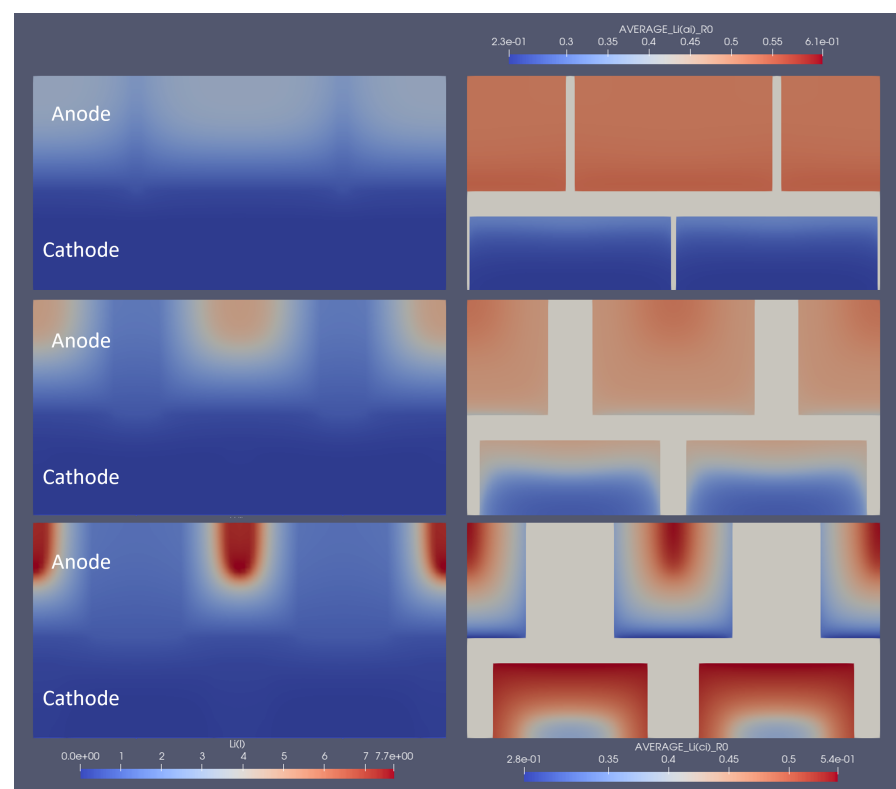 AVERAGE_Li(ai)_R0
2.3e-01 0.3 0.35 0.4 0.45 0.5 0.55 6.1e-01
Anode
Cathode
Anode
Cathode
Anode
Cathode
Li(l)
0.0e+00 1 2 3 4 5 6 7 7.7e+00
AVERAGE_Li(ci)_R0
2.8e-01 0.35 0.4 0.45 0.5 5.4e-01